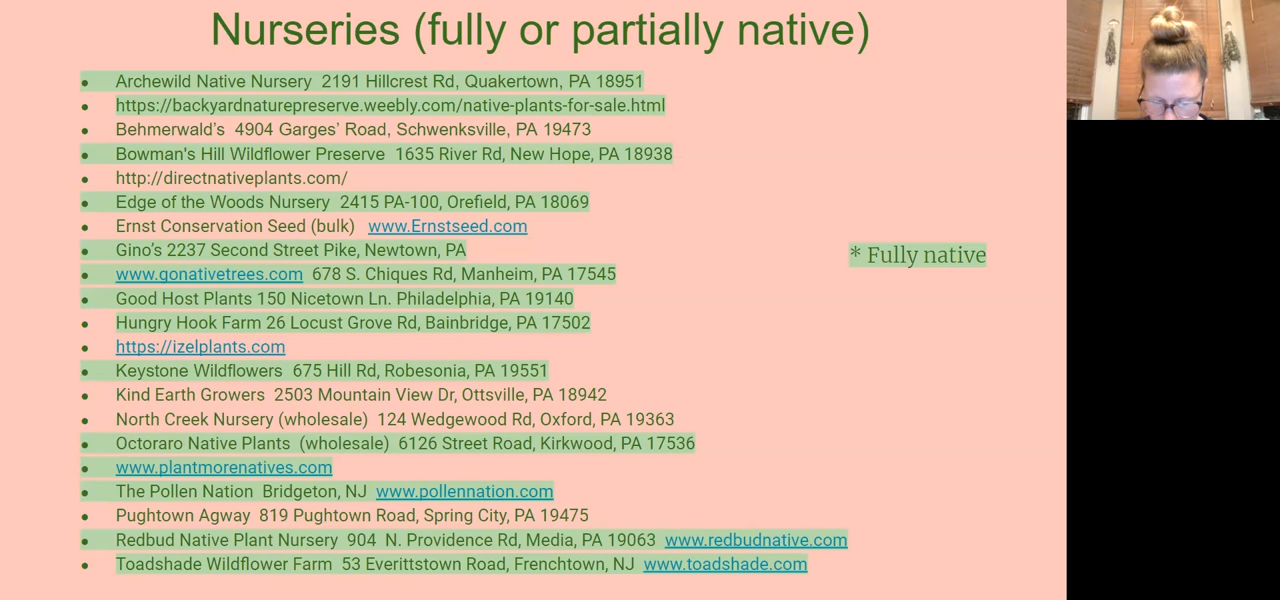 Nurseries (fully or partially native)
• Archewild Native Nursery 2191 Hillcrest Rd, Quakertown, PA 18951
• https://backyardnaturepreserve.weebly.com/native-plants-for-sale.html
• Behmerwald's 4904 Garges' Road, Schwenksville, PA 19473
• Bowman's Hill Wildflower Preserve 1635 River Rd, New Hope, PA 18938
• http://directnativeplants.com/
• Edge of the Woods Nursery 2415 PA-100, Orefield, PA 18069
• Ernst Conservation Seed (bulk) www.Ernstseed.com
• Gino's 2237 Second Street Pike, Newtown, PA
• www.gonativetrees.com 678 S. Chiques Rd, Manheim, PA 17545
• Good Host Plants 150 Nicetown Ln. Philadelphia, PA 19140
• Hungry Hook Farm 26 Locust Grove Rd, Bainbridge, PA 17502
• https://izelplants.com
• Keystone Wildflowers 675 Hill Rd, Robesonia, PA 19551
• Kind Earth Growers 2503 Mountain View Dr, Ottsville, PA 18942
• North Creek Nursery (wholesale) 124 Wedgewood Rd, Oxford, PA 19363
• Octoraro Native Plants (wholesale) 6126 Street Road, Kirkwood, PA 17536
• www.plantmorenatives.com
• The Pollen Nation Bridgeton, NJ www.pollennation.com
• Pughtown Agway 819 Pughtown Road, Spring City, PA 19475
• Redbud Native Plant Nursery 904 N. Providence Rd, Media, PA 19063 www.redbudnative.com
• Toadshade Wildflower Farm 53 Everittstown Road, Frenchtown, NJ www.toadshade.com
* Fully native